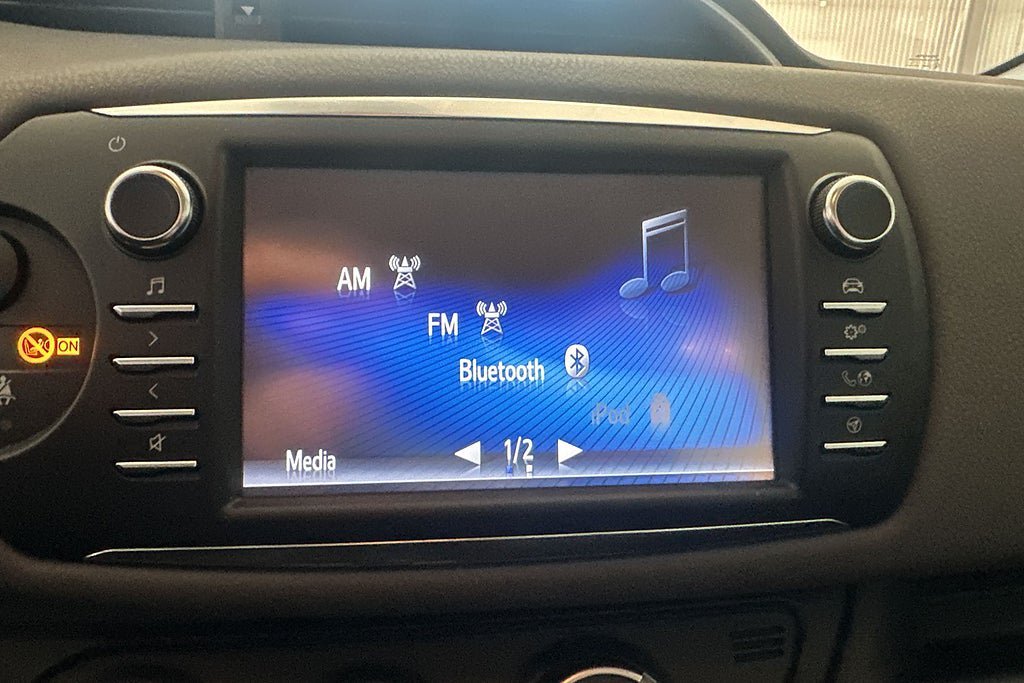 AM
FM
Bluetooth
iPod
Media
1/2
ON